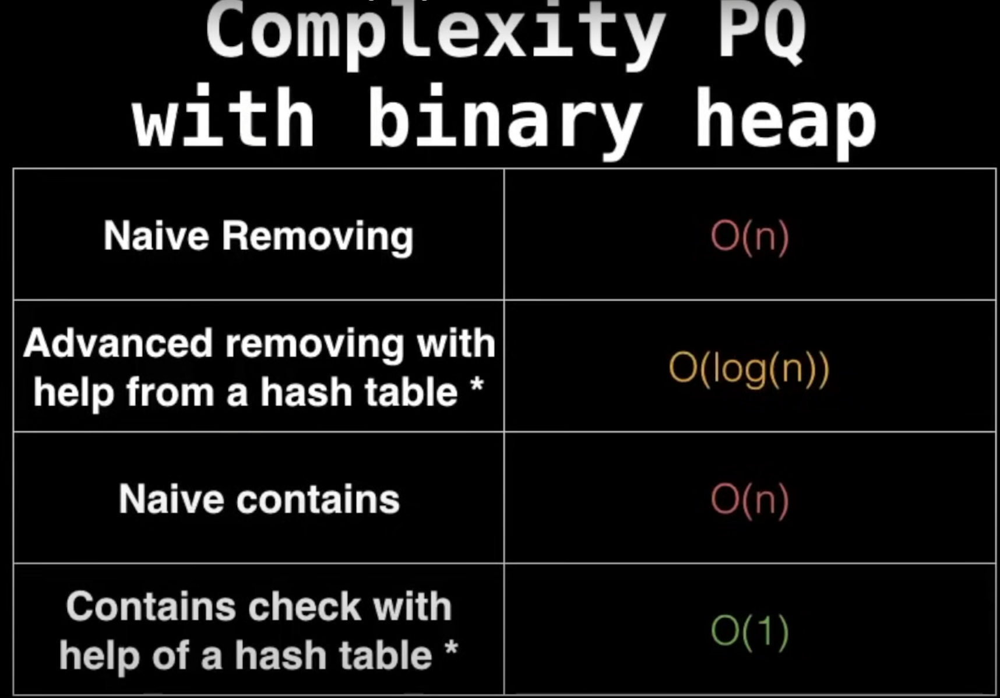 Complexity PQ
with binary heap
Naive Removing
O(n)
Advanced removing with
help from a hash table *
O(log(n))
Naive contains
O(n)
Contains check with
help of a hash table *
O(1)